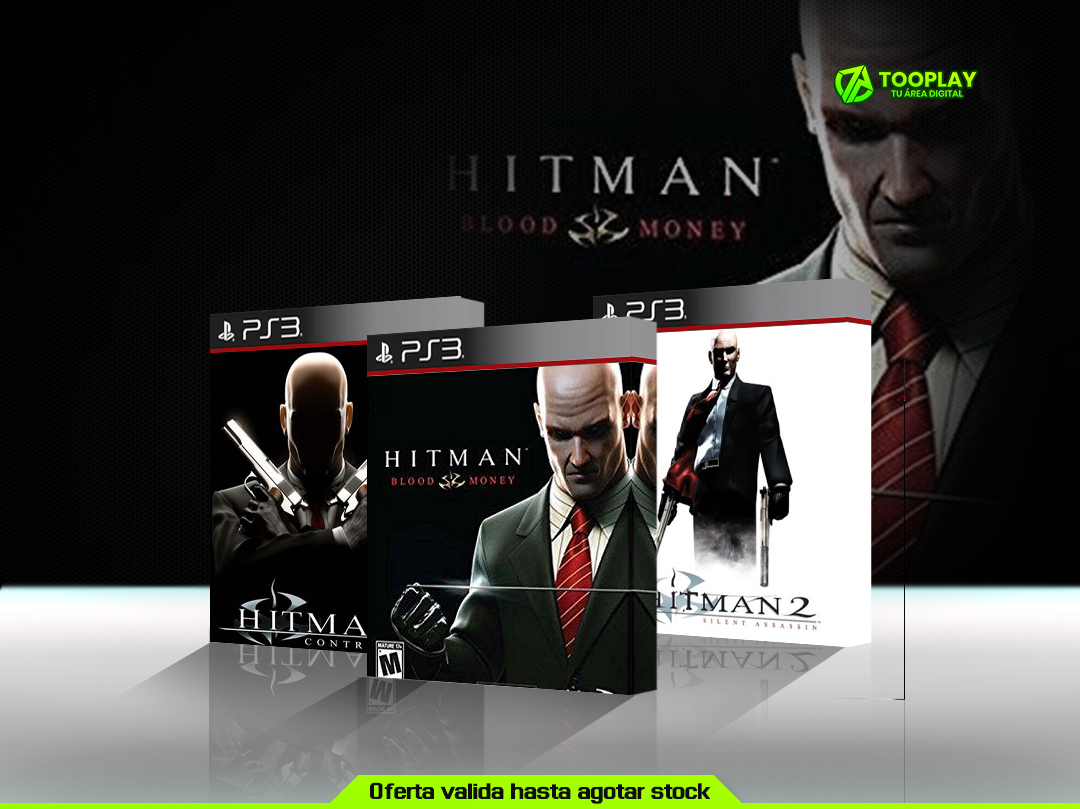 TOOPLAY
TU ÁREA DIGITAL
HITMAN
BLOOD MONEY
PS3
HITMA
CONTR
PS3
HITMAN
BLOOD MONEY
MATURE 17+
M
PS3
HITMAN 2
SILENT ASSASSIN
Oferta valida hasta agotar stock